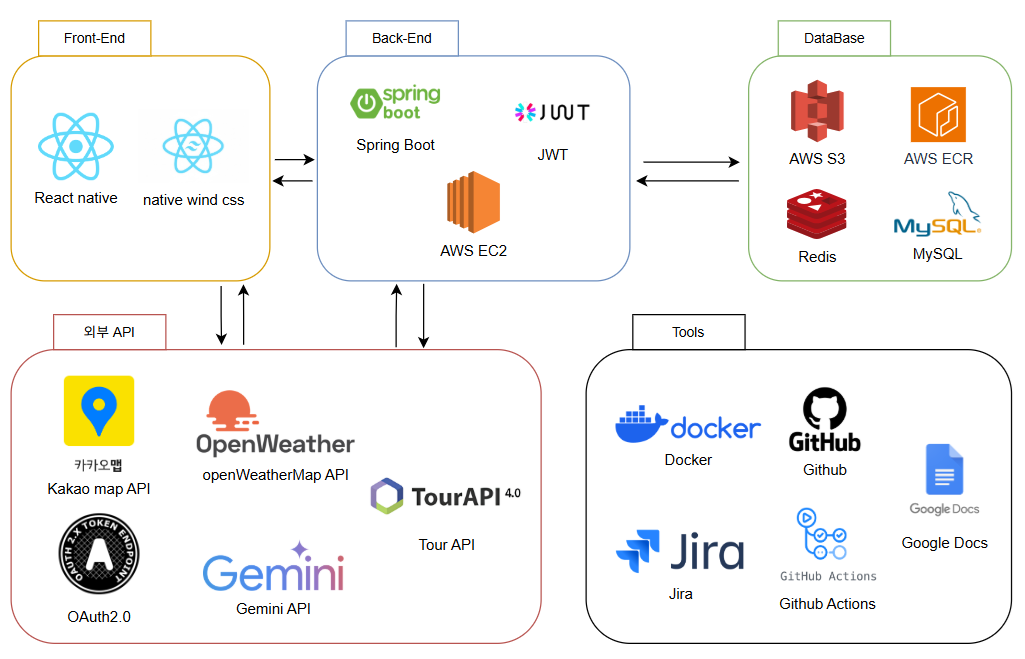 Front-End
React native
native wind css
Back-End
spring
boot
Spring Boot
JWT
JWT
AWS EC2
DataBase
AWS S3
AWS ECR
Redis
MySQL
MySQL
외부 API
카카오맵
Kakao map API
OpenWeather
openWeatherMap API
TourAPI 4.0
Tour API
OAUTH 2.X TOKEN ENDPOINT
A
OAuth2.0
Gemini
Gemini API
Tools
docker
Docker
GitHub
Github
Google Docs
Google Docs
Jira
Jira
GitHub Actions
Github Actions